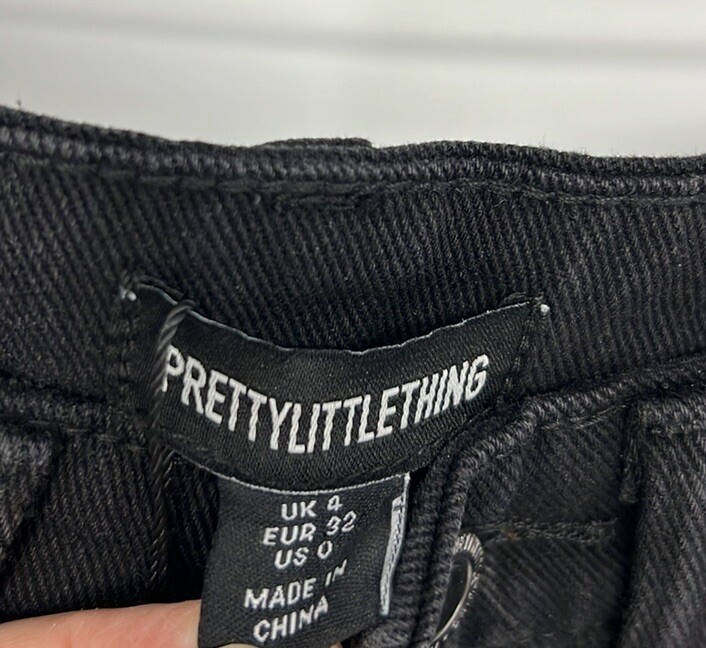 PRETTYLITTLETHING
UK 4
EUR 32
US 0
MADE IN
CHINA